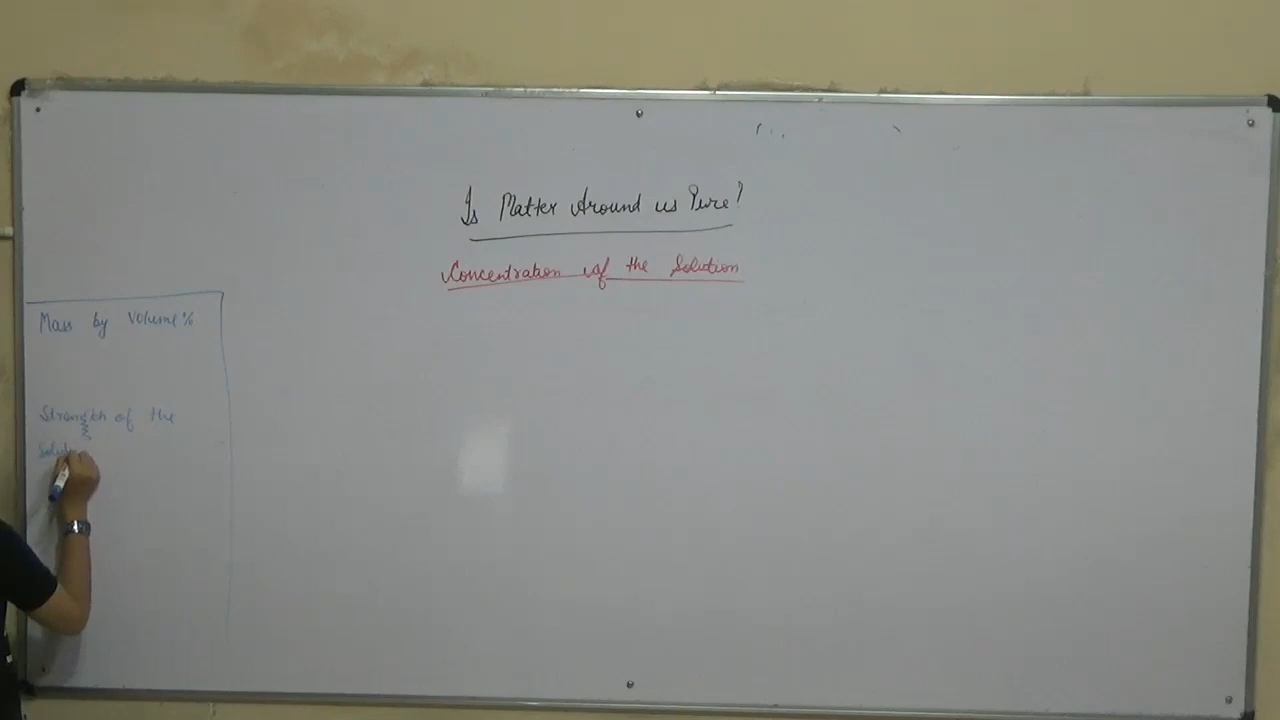 Is Matter Around us Pure?
Concentration of the Solution
Mass by Volume %
Strength of the
Solut